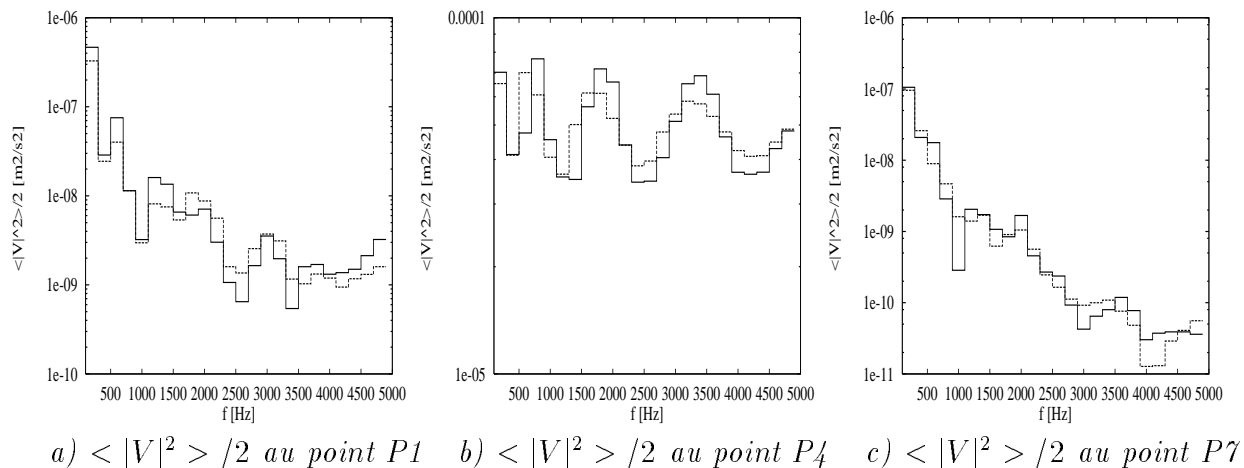 1e-06
1e-07
1e-08
1e-09
1e-10
<|V|^2>/2 [m2/s2]
500 1000 1500 2000 2500 3000 3500 4000 4500 5000
f [Hz]
0.0001
1e-05
<|V|^2>/2 [m2/s2]
500 1000 1500 2000 2500 3000 3500 4000 4500 5000
f [Hz]
1e-06
1e-07
1e-08
1e-09
1e-10
1e-11
<|V|^2>/2 [m2/s2]
500 1000 1500 2000 2500 3000 3500 4000 4500 5000
f [Hz]
a) < |V|² > /2 au point P1
b) < |V|² > /2 au point P4
c) < |V|² > /2 au point P7